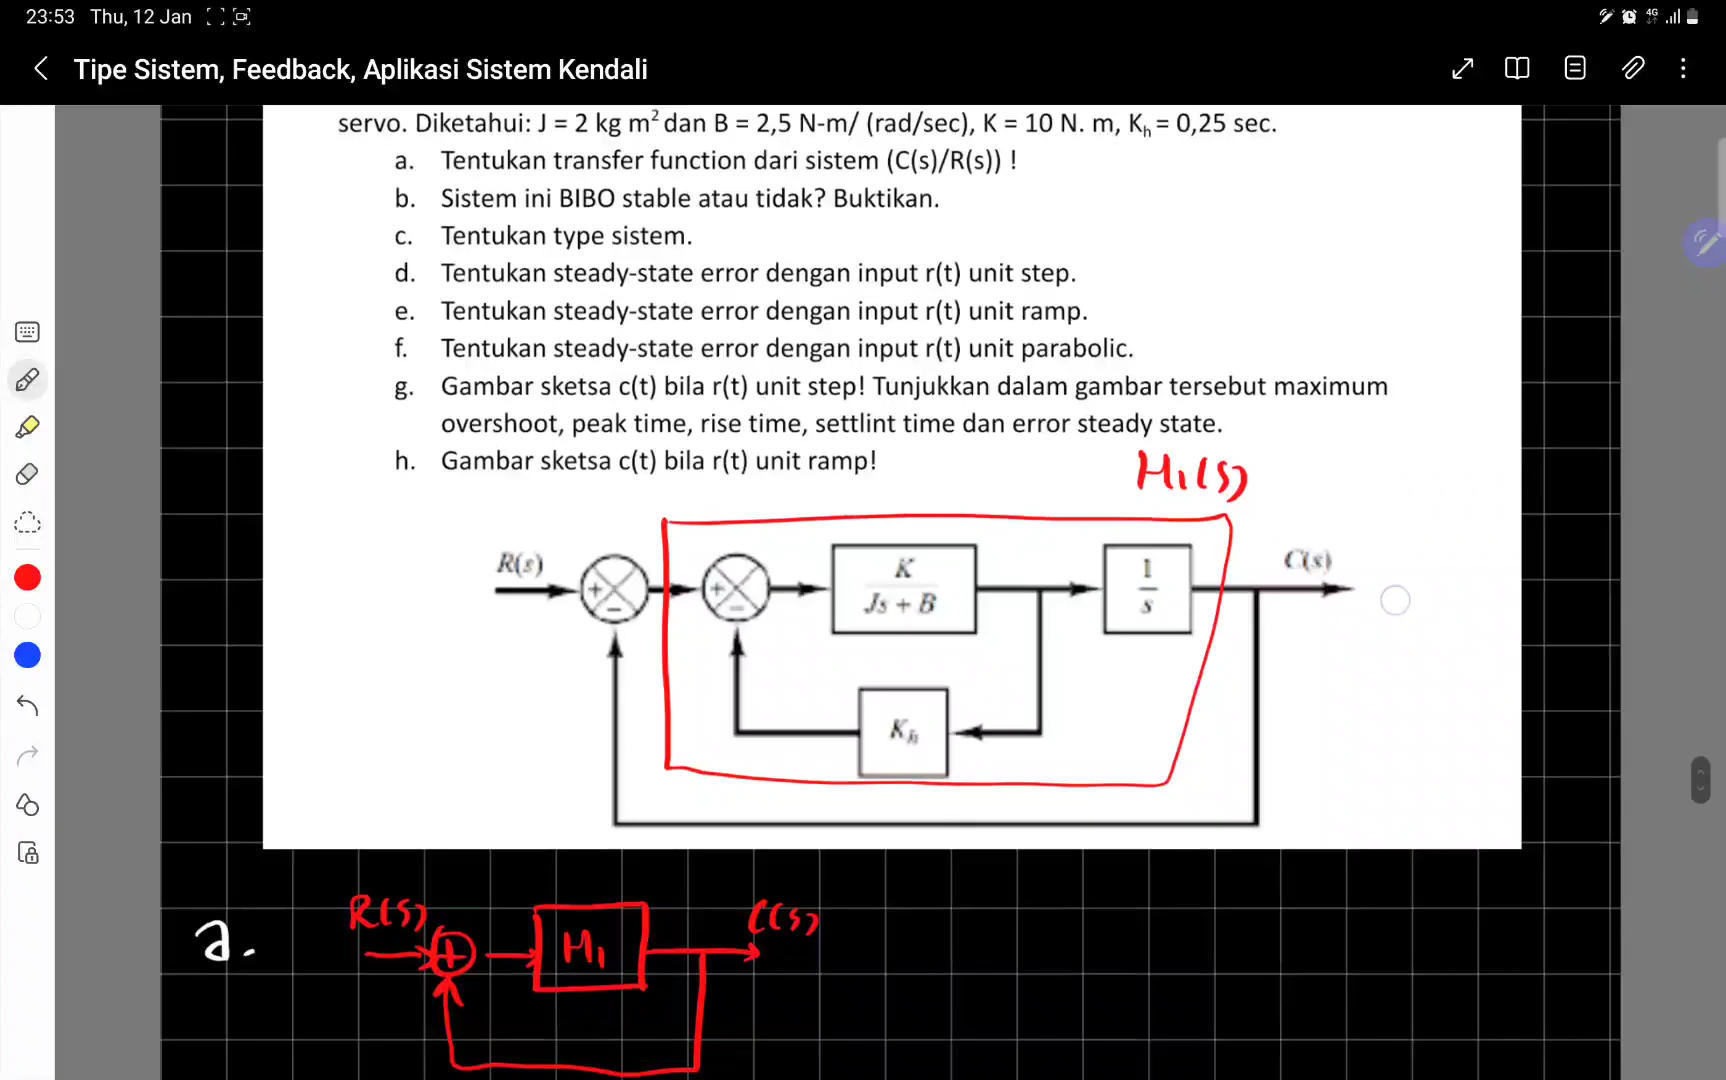 23:53 Thu, 12 Jan
4G
Tipe Sistem, Feedback, Aplikasi Sistem Kendali
servo. Diketahui: J = 2 kg m² dan B = 2,5 N-m/ (rad/sec), K = 10 N. m, Kₕ = 0,25 sec.
a. Tentukan transfer function dari sistem (C(s)/R(s)) !
b. Sistem ini BIBO stable atau tidak? Buktikan.
c. Tentukan type sistem.
d. Tentukan steady-state error dengan input r(t) unit step.
e. Tentukan steady-state error dengan input r(t) unit ramp.
f. Tentukan steady-state error dengan input r(t) unit parabolic.
g. Gambar sketsa c(t) bila r(t) unit step! Tunjukkan dalam gambar tersebut maximum
overshoot, peak time, rise time, settlint time dan error steady state.
h. Gambar sketsa c(t) bila r(t) unit ramp!
H₁(s)
R(s) + − + − K / Js + B 1 / s C(s)
Kₕ
a. R(s) + H₁ C(s)